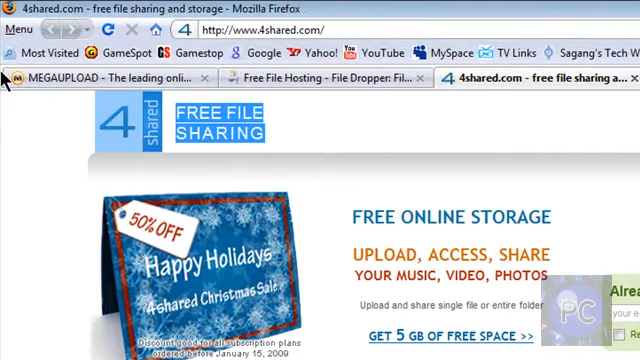 4shared.com - free file sharing and storage - Mozilla Firefox
Menu http://www.4shared.com/
Most Visited GameSpot Gamestop Google Yahoo! YouTube MySpace TV Links Sagang's Tech W
MEGAUPLOAD - The leading onli... File Hosting - File Dropper: Fil... 4shared.com - free file sharing a...
4 shared FREE FILE
SHARING
50% OFF
Happy Holidays
4shared Christmas Sale
Discount good for all subscription plans
ordered before January 15, 2009
FREE ONLINE STORAGE
UPLOAD, ACCESS, SHARE
YOUR MUSIC, VIDEO, PHOTOS
Upload and share single file or entire folder
GET 5 GB OF FREE SPACE >>
Alrea
your e
Re
PC